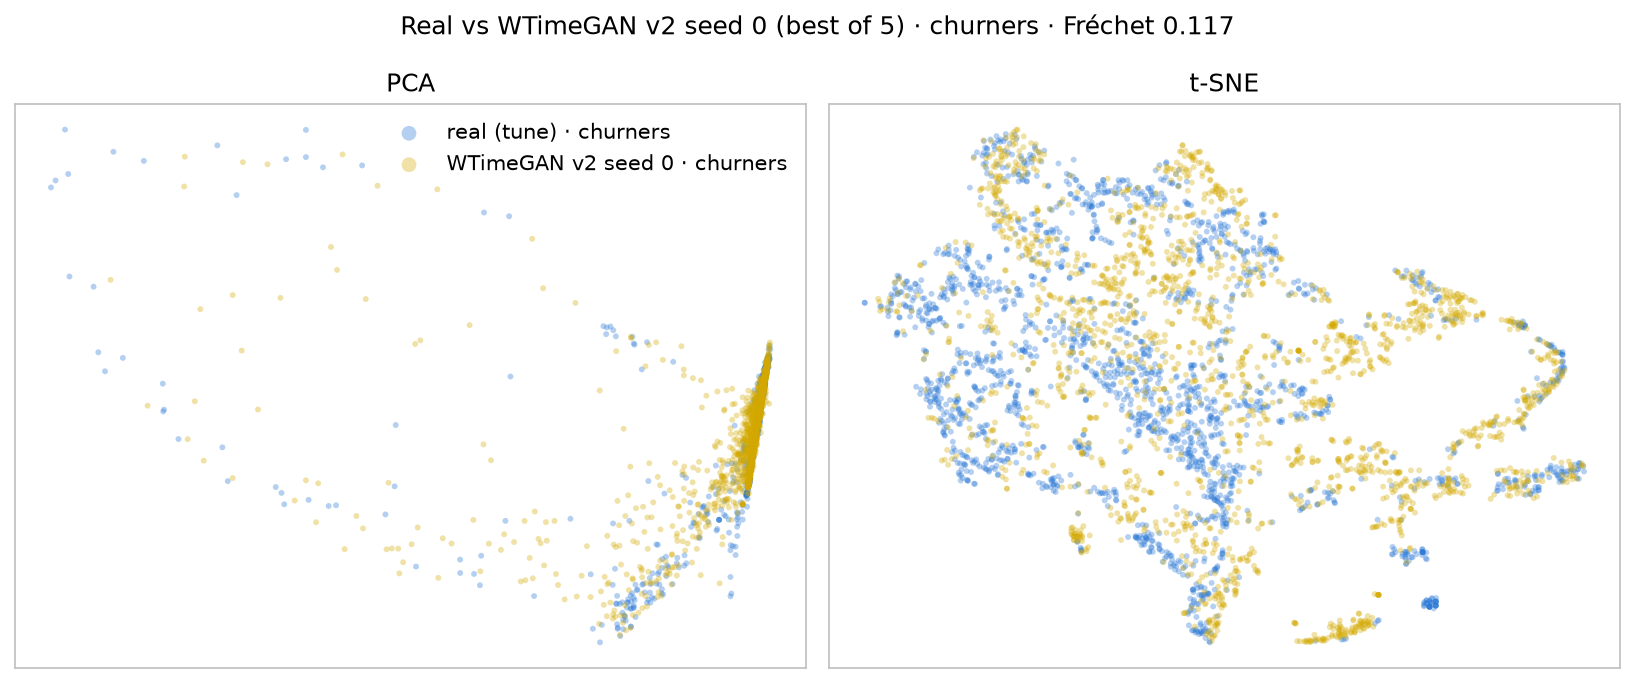 Real vs WTimeGAN v2 seed 0 (best of 5) · churners · Fréchet 0.117
PCA
t-SNE
real (tune) · churners
WTimeGAN v2 seed 0 · churners